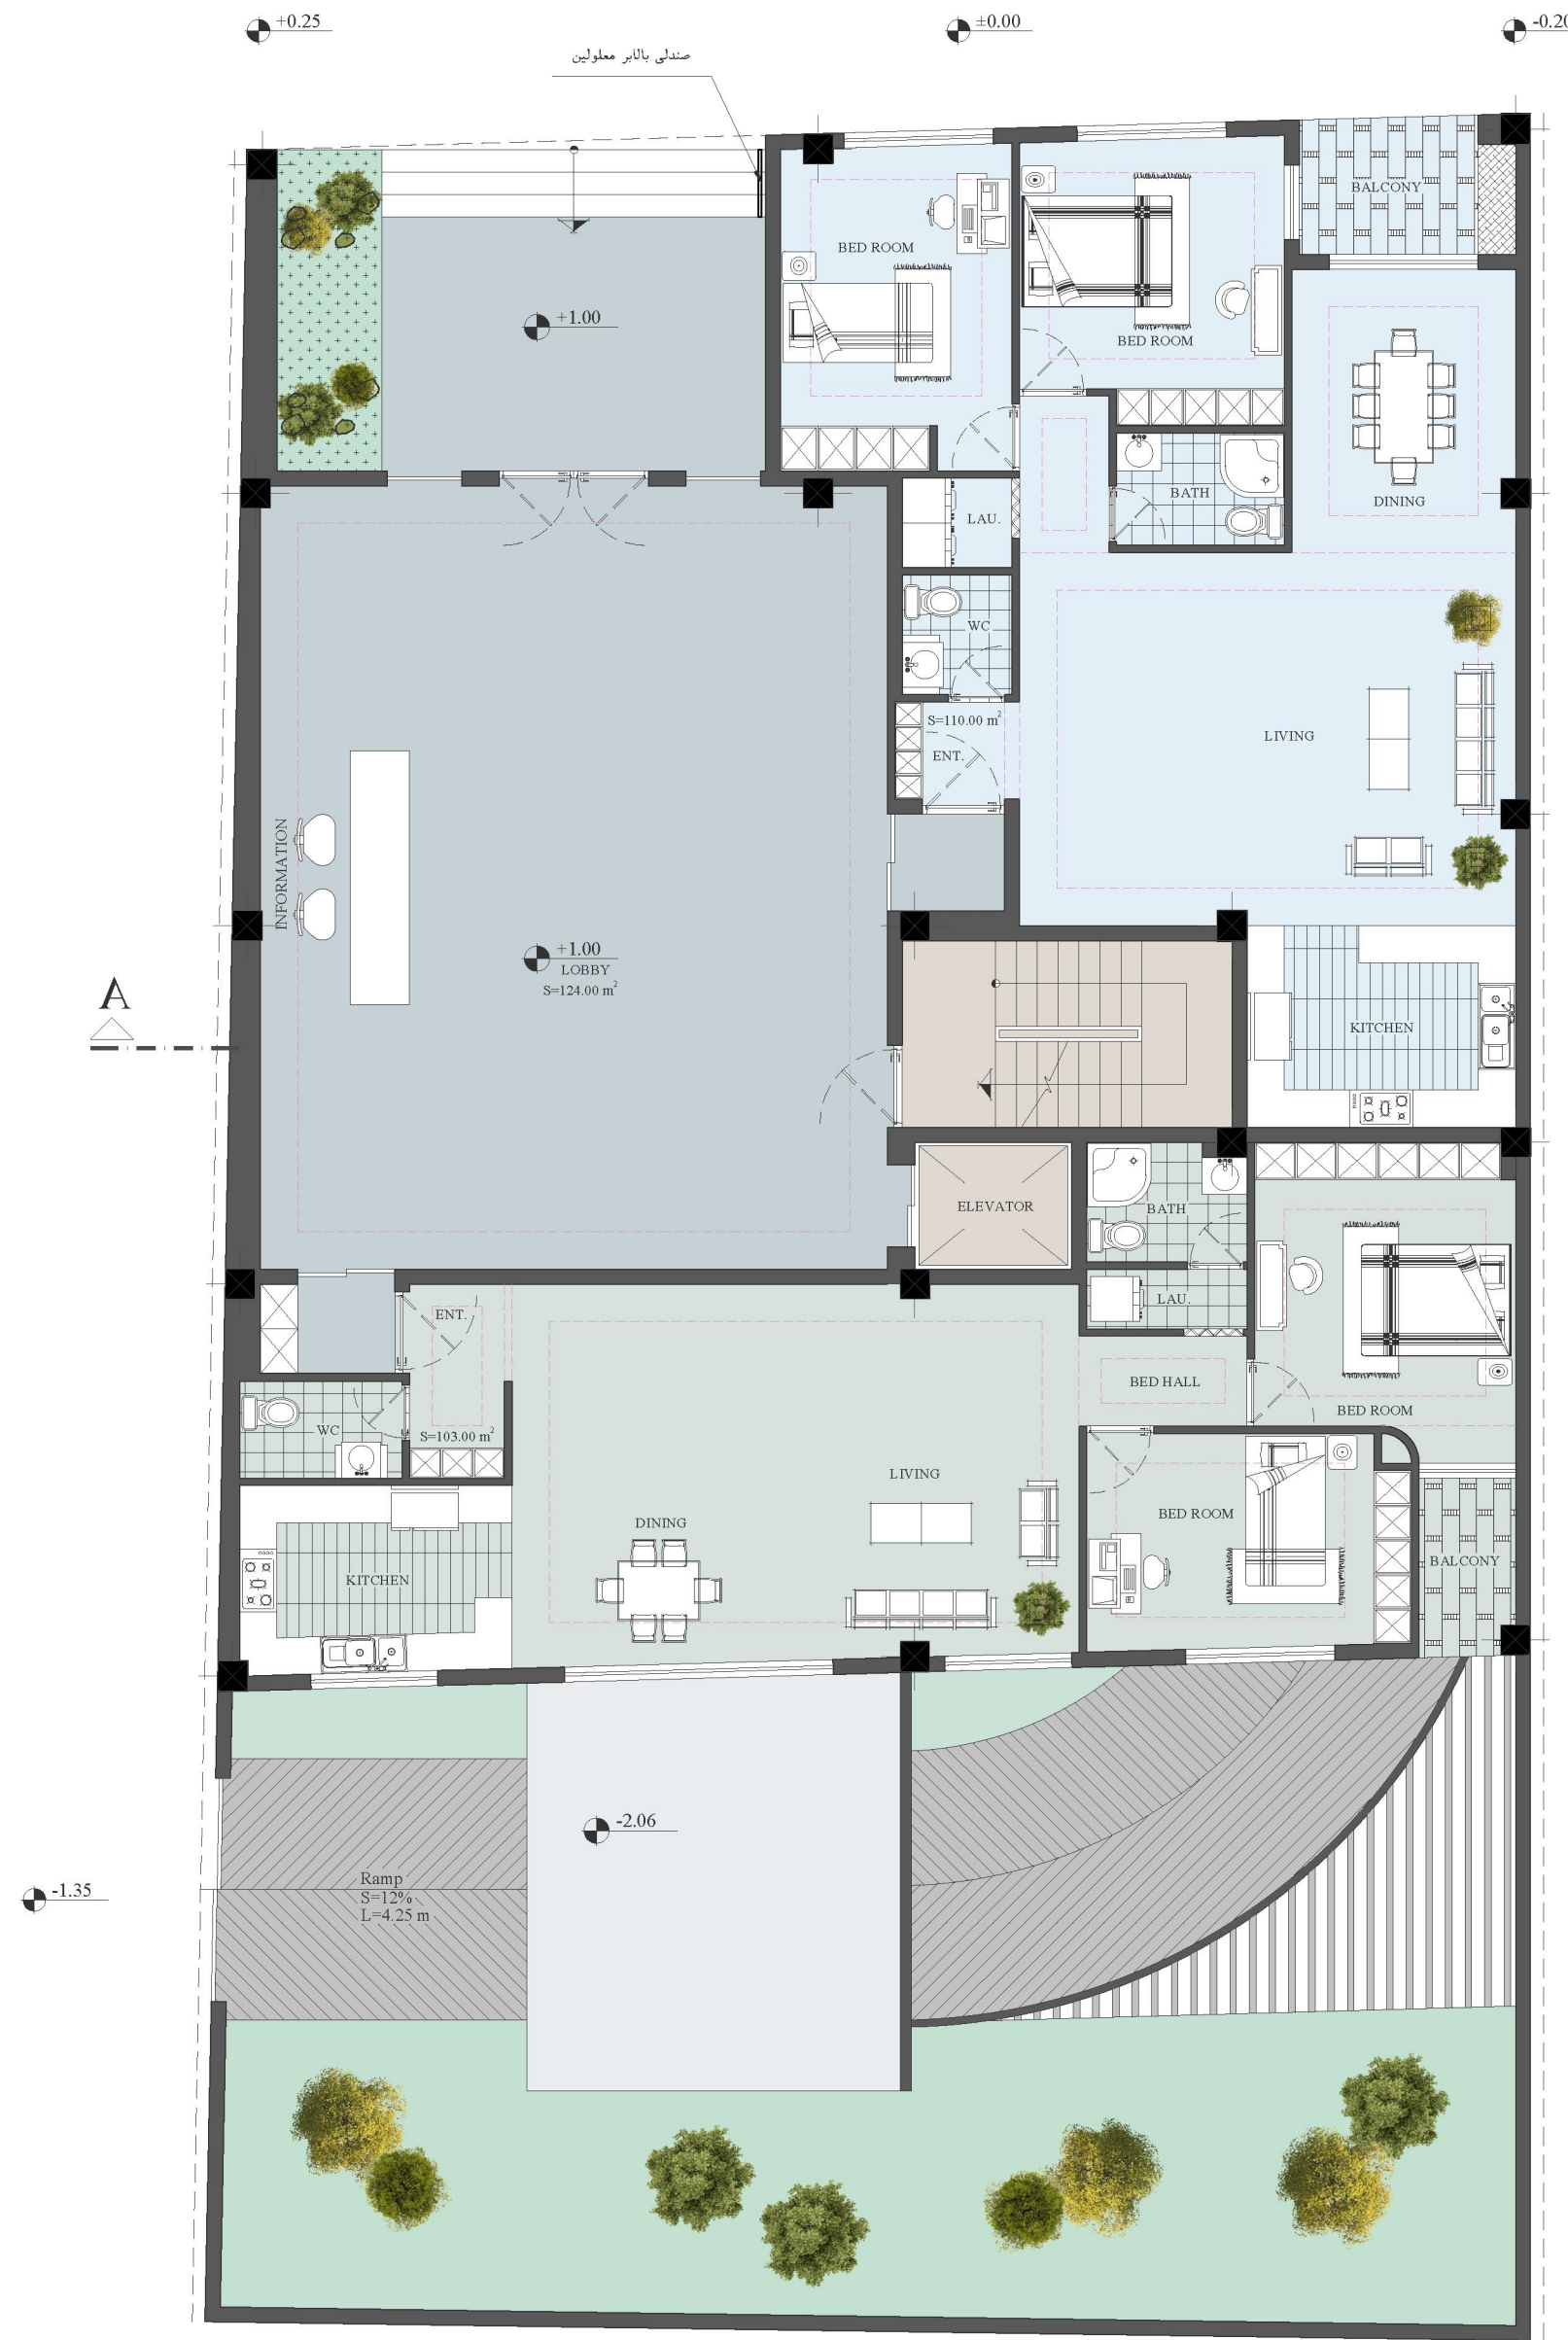 +0.25
±0.00
-0.20
صندلی بالابر معلولین
BALCONY
BED ROOM
+1.00
BED ROOM
BATH
DINING
LAU.
WC
S=110.00 m²
ENT.
LIVING
INFORMATION
+1.00
LOBBY
S=124.00 m²
A
KITCHEN
ELEVATOR
BATH
LAU.
ENT.
BED HALL
BED ROOM
WC
S=103.00 m²
LIVING
DINING
BED ROOM
BALCONY
KITCHEN
-2.06
Ramp
S=12%
L=4.25 m
-1.35